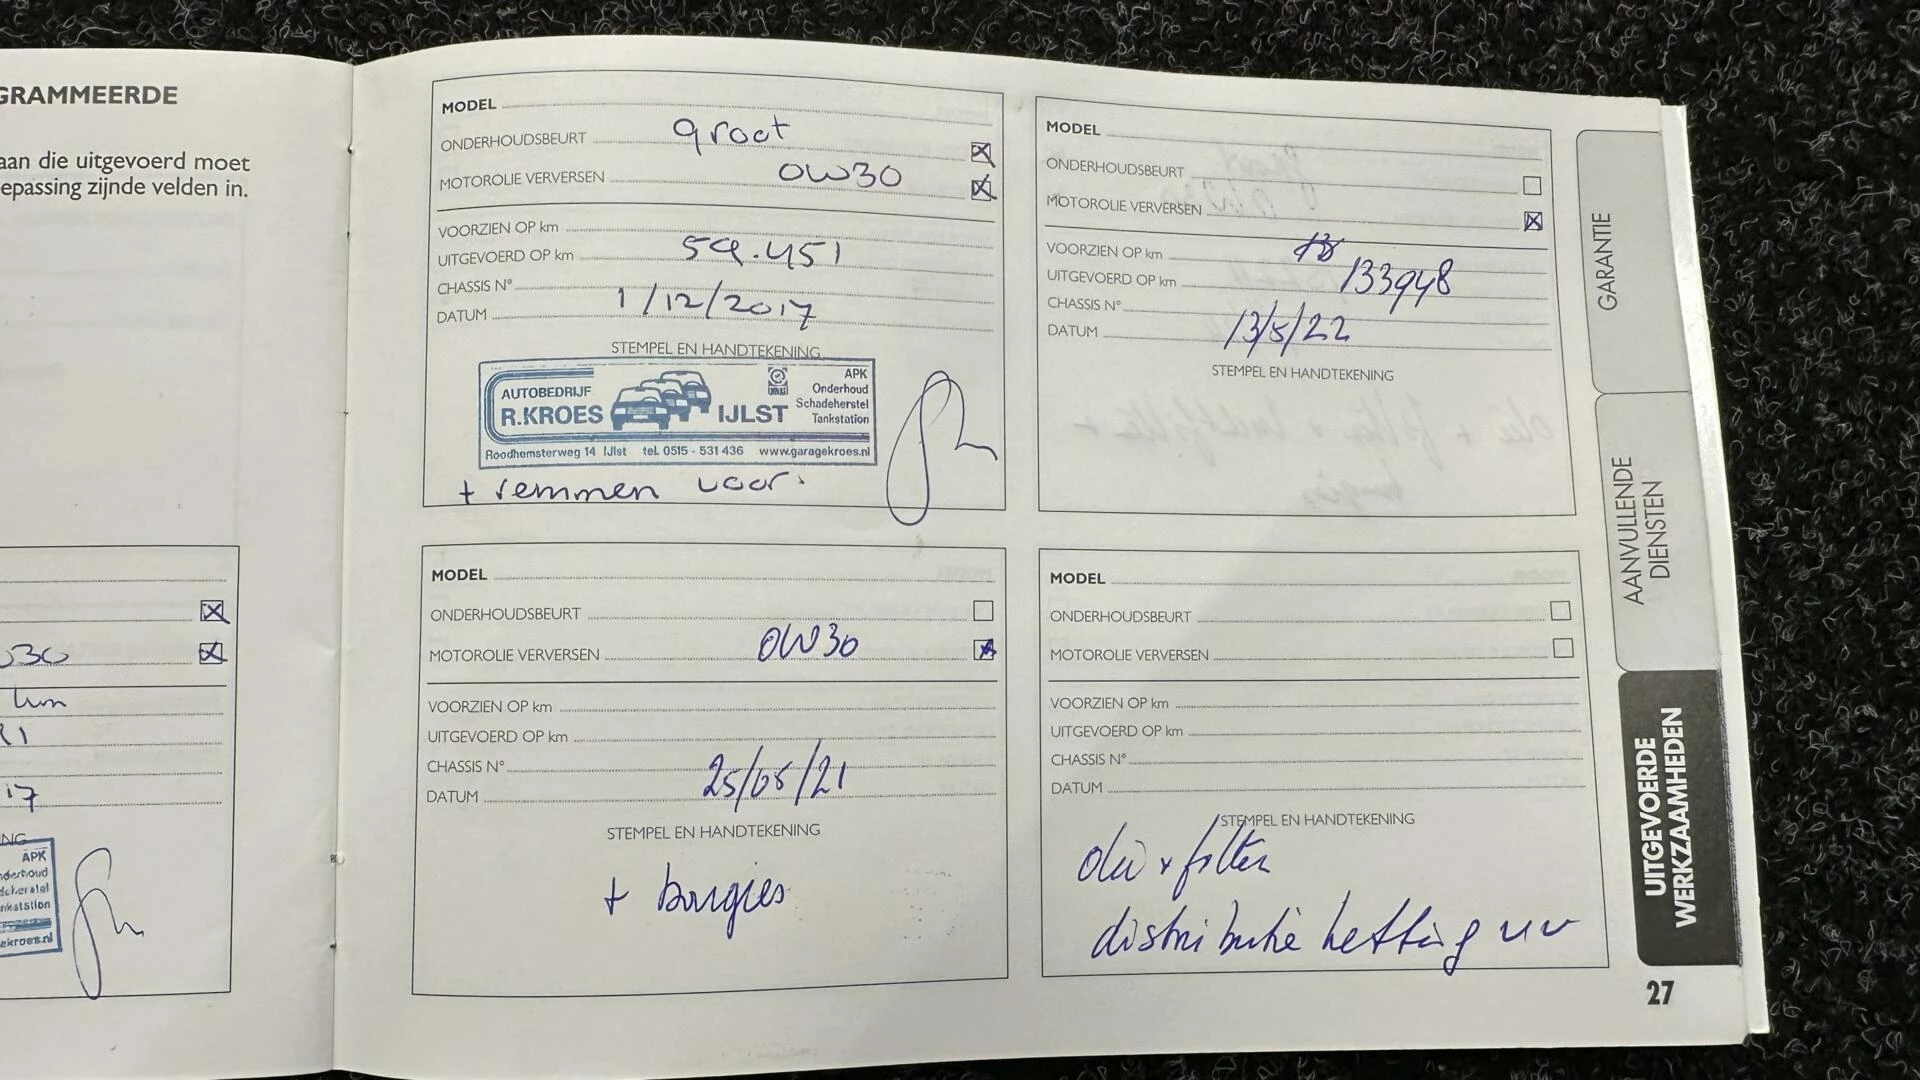 GRAMMEERDE
aan die uitgevoerd moet
epassing zijnde velden in.
km
17
NG
APK
kroes.nl
MODEL
ONDERHOUDSBEURT groot
MOTOROLIE VERVERSEN 0W30
VOORZIEN OP km
UITGEVOERD OP km 59.451
CHASSIS N°
DATUM 1/12/2017
STEMPEL EN HANDTEKENING
AUTOBEDRIJF
R.KROES IJLST
APK
Onderhoud
Schadeherstel
Tankstation
Roodhemsterweg 14 IJlst tel. 0515 - 531 436 www.garagekroes.nl
+ remmen voor.
MODEL
ONDERHOUDSBEURT
MOTOROLIE VERVERSEN
VOORZIEN OP km
UITGEVOERD OP km 133948
CHASSIS N°
DATUM 13/5/22
STEMPEL EN HANDTEKENING
MODEL
ONDERHOUDSBEURT
MOTOROLIE VERVERSEN 0W30
VOORZIEN OP km
UITGEVOERD OP km
CHASSIS N°
DATUM 25/05/21
STEMPEL EN HANDTEKENING
+ bougies
MODEL
ONDERHOUDSBEURT
MOTOROLIE VERVERSEN
VOORZIEN OP km
UITGEVOERD OP km
CHASSIS N°
DATUM
STEMPEL EN HANDTEKENING
olie + filter
distributie ketting
GARANTIE
AANVULLENDE
DIENSTEN
UITGEVOERDE
WERKZAAMHEDEN
27